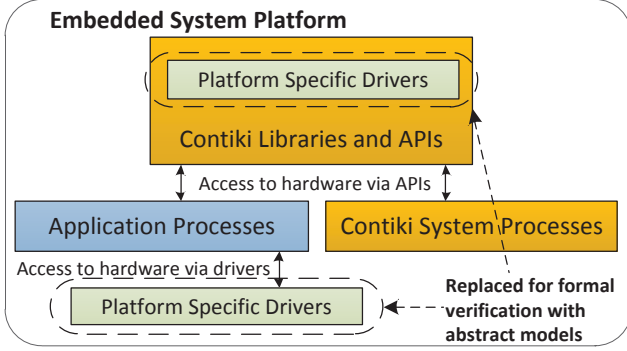 Embedded System Platform
Platform Specific Drivers
Contiki Libraries and APIs
Access to hardware via APIs
Application Processes
Contiki System Processes
Access to hardware via drivers
Platform Specific Drivers
Replaced for formal
verification with
abstract models